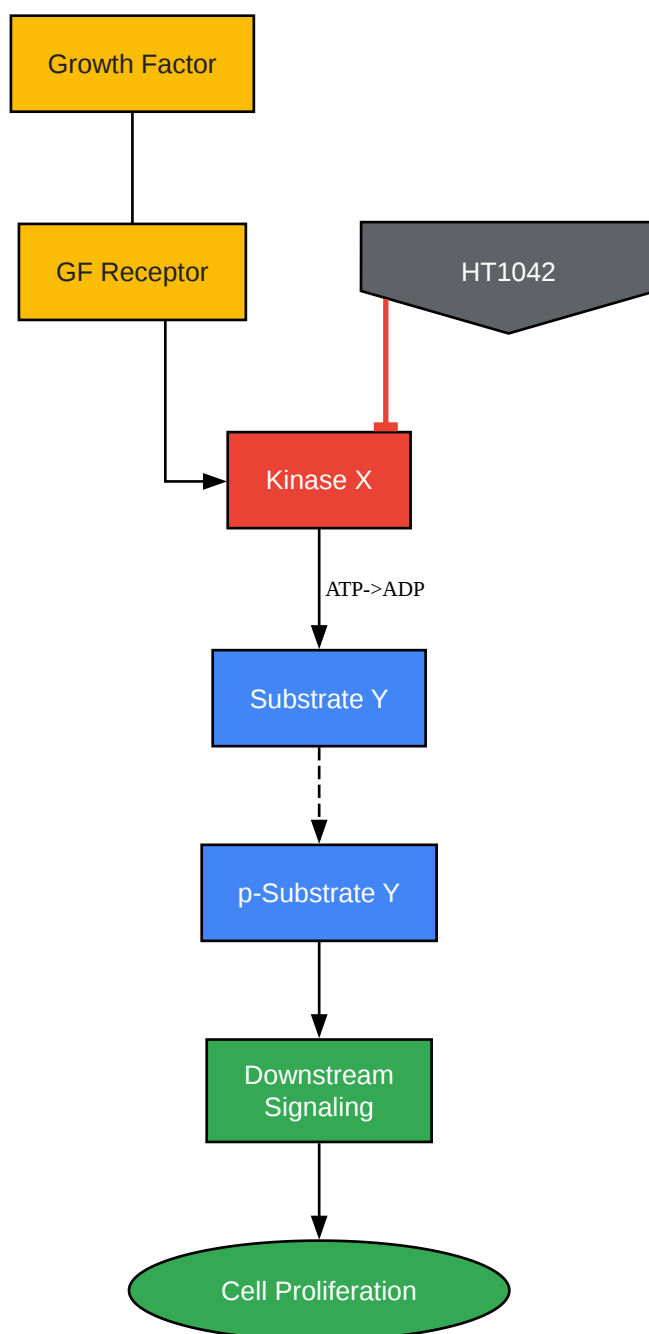 Growth Factor
GF Receptor
HT1042
Kinase X
ATP->ADP
Substrate Y
p-Substrate Y
Downstream
Signaling
Cell Proliferation